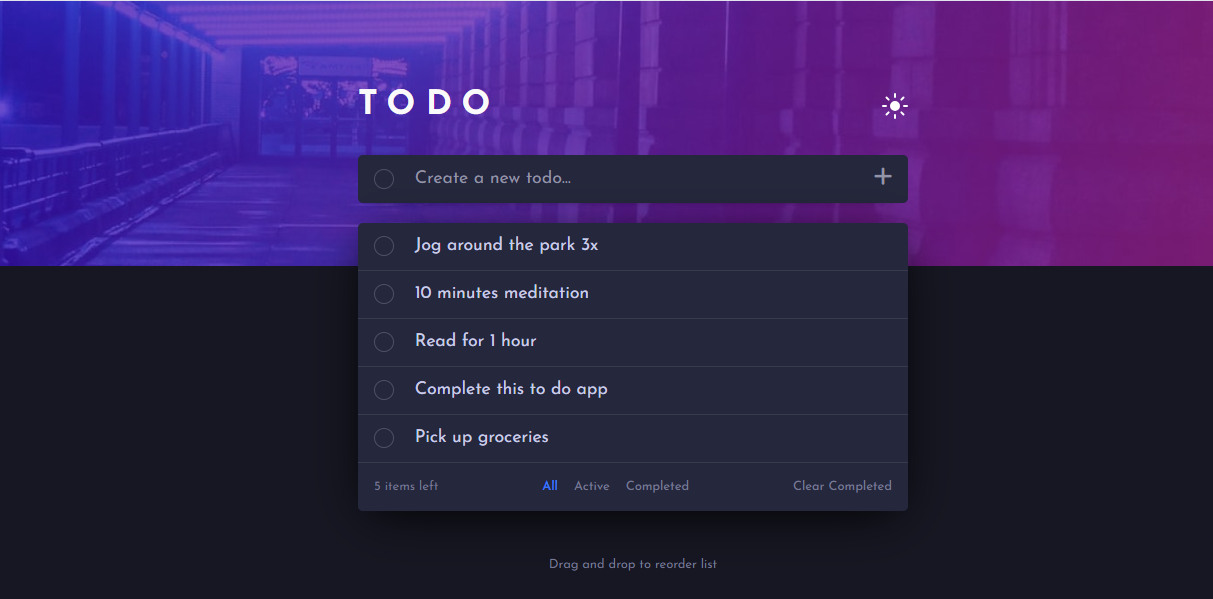 TODO
Create a new todo...
Jog around the park 3x
10 minutes meditation
Read for 1 hour
Complete this to do app
Pick up groceries
5 items left All Active Completed Clear Completed
Drag and drop to reorder list